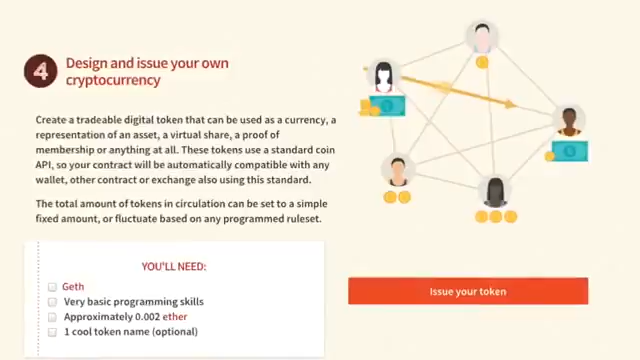 4
Design and issue your own
cryptocurrency
Create a tradeable digital token that can be used as a currency, a
representation of an asset, a virtual share, a proof of
membership or anything at all. These tokens use a standard coin
API, so your contract will be automatically compatible with any
wallet, other contract or exchange also using this standard.
The total amount of tokens in circulation can be set to a simple
fixed amount, or fluctuate based on any programmed ruleset.
YOU'LL NEED:
Geth
Very basic programming skills
Approximately 0.002 ether
1 cool token name (optional)
Issue your token